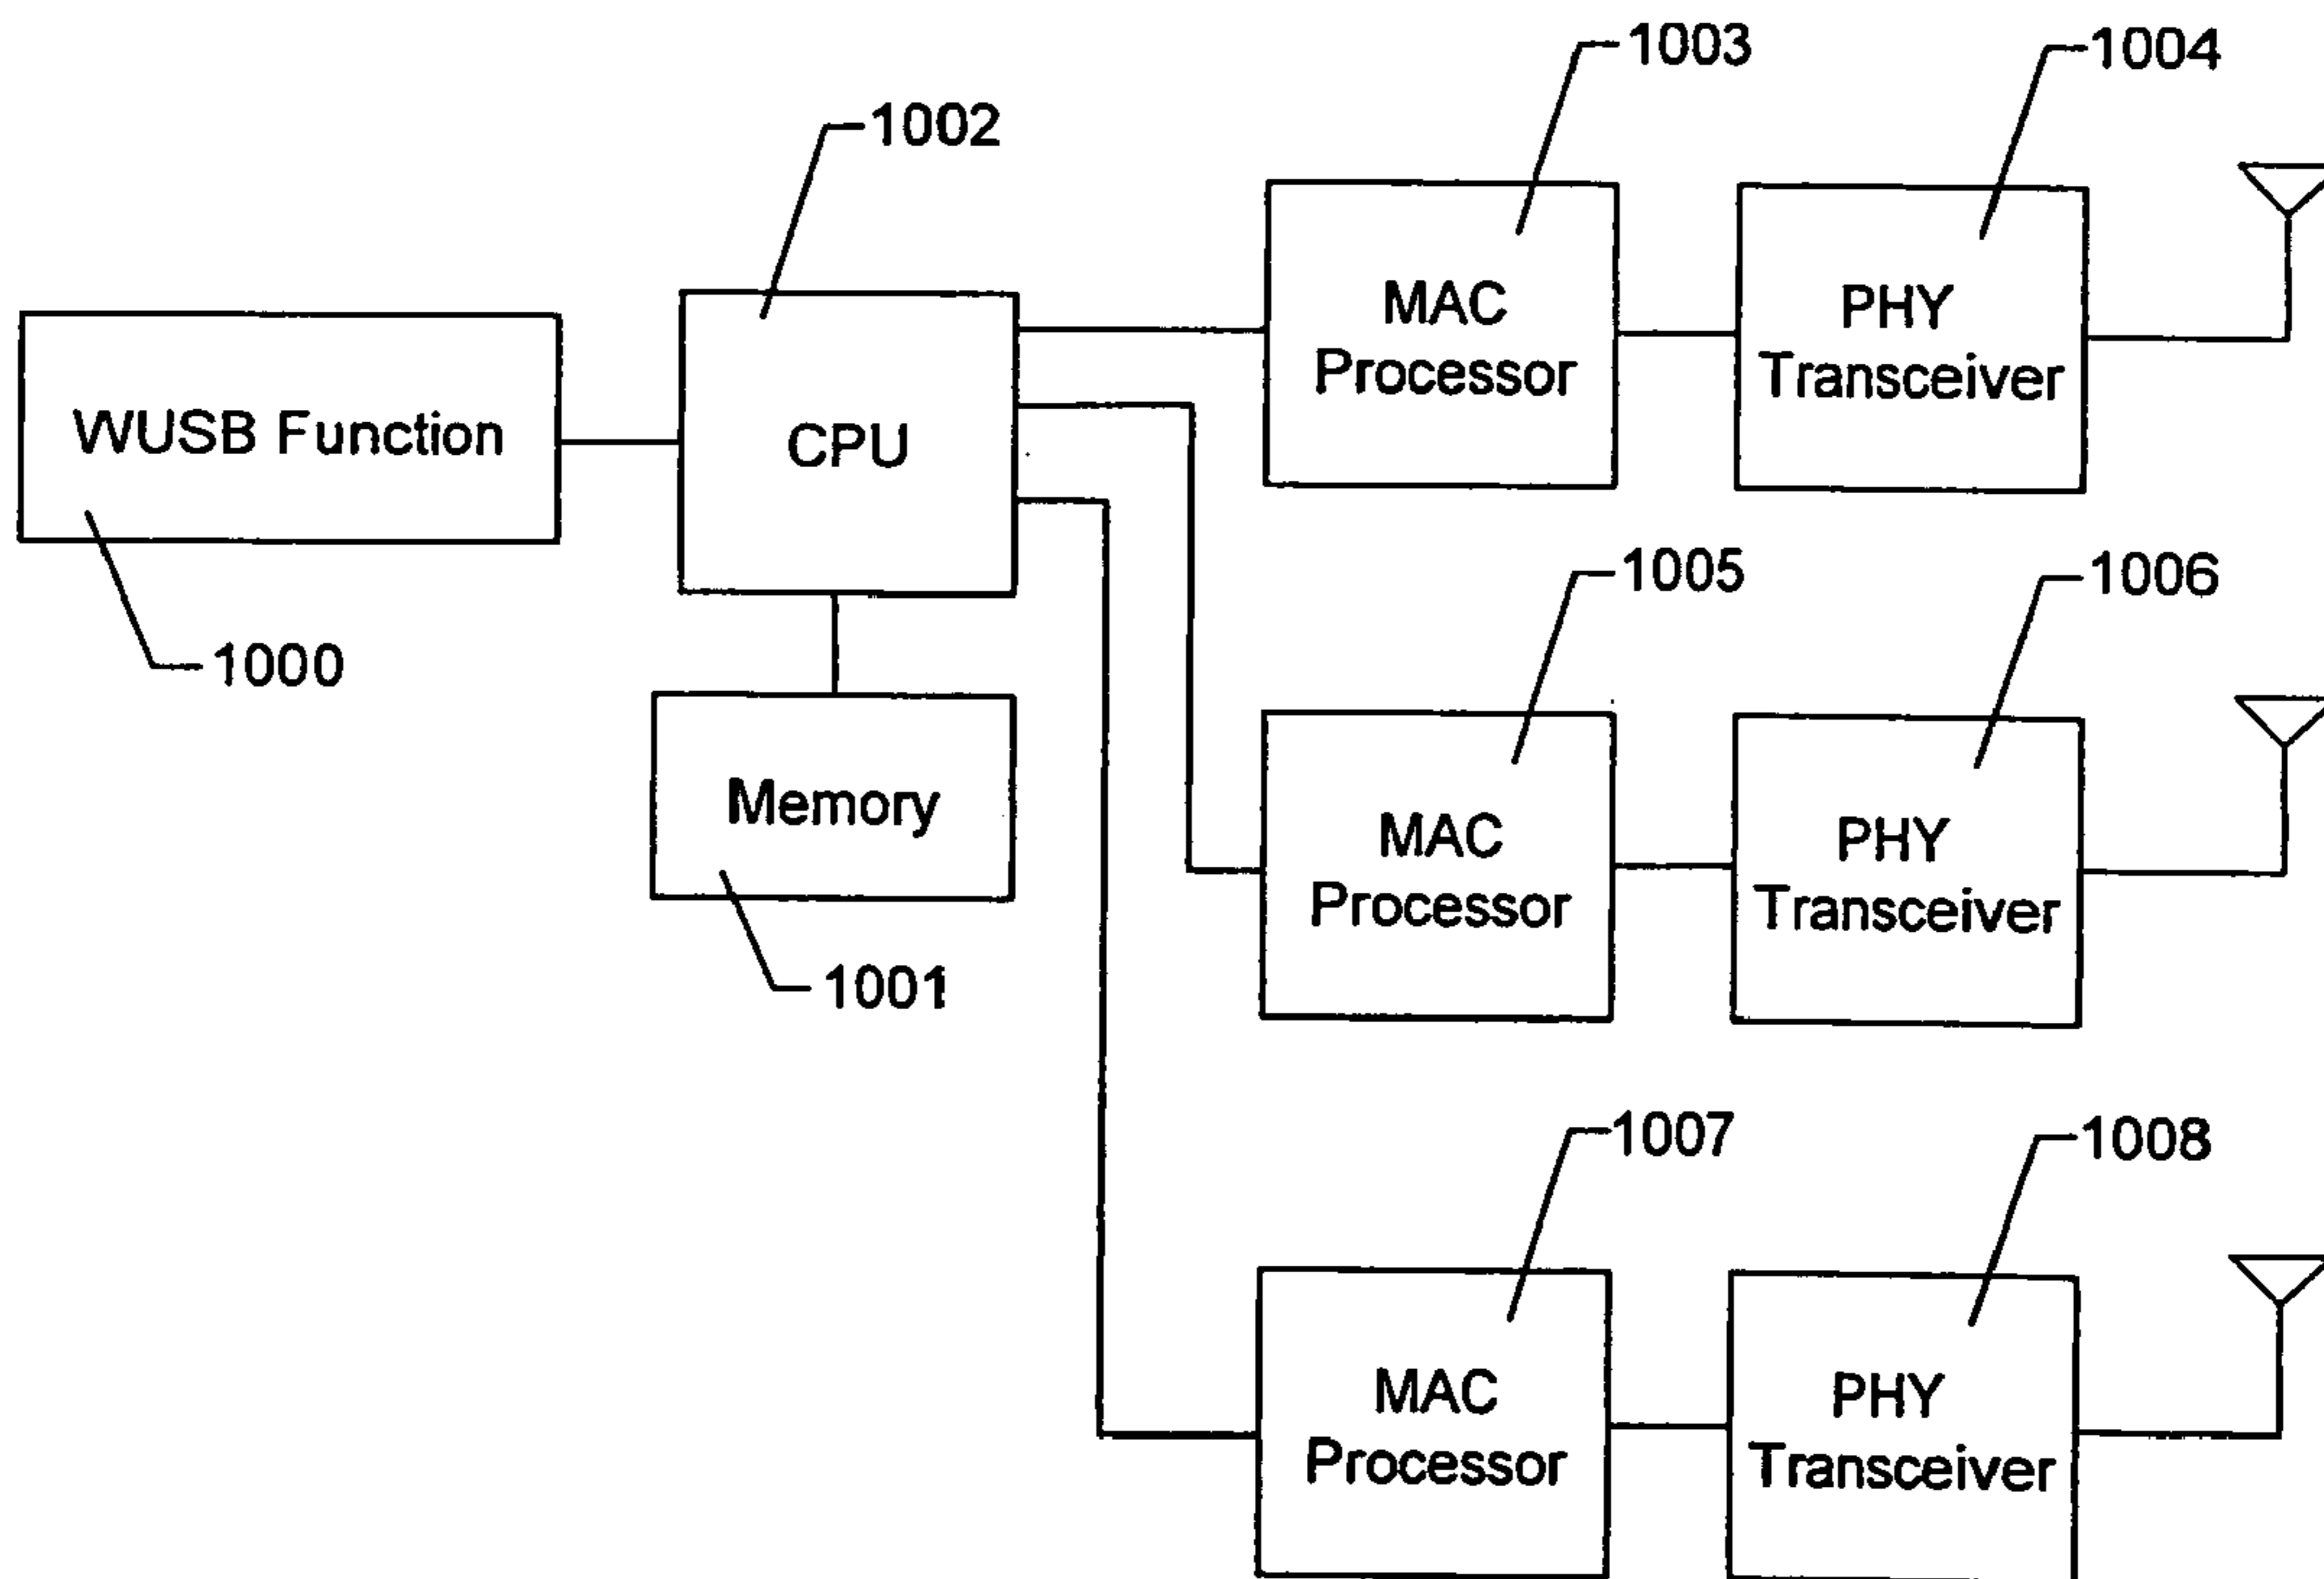 1003
1004
1002
MAC
Processor
PHY
Transceiver
WUSB Function
CPU
1000
1005
1006
Memory
MAC
Processor
PHY
Transceiver
1001
1007
1008
MAC
Processor
PHY
Transceiver